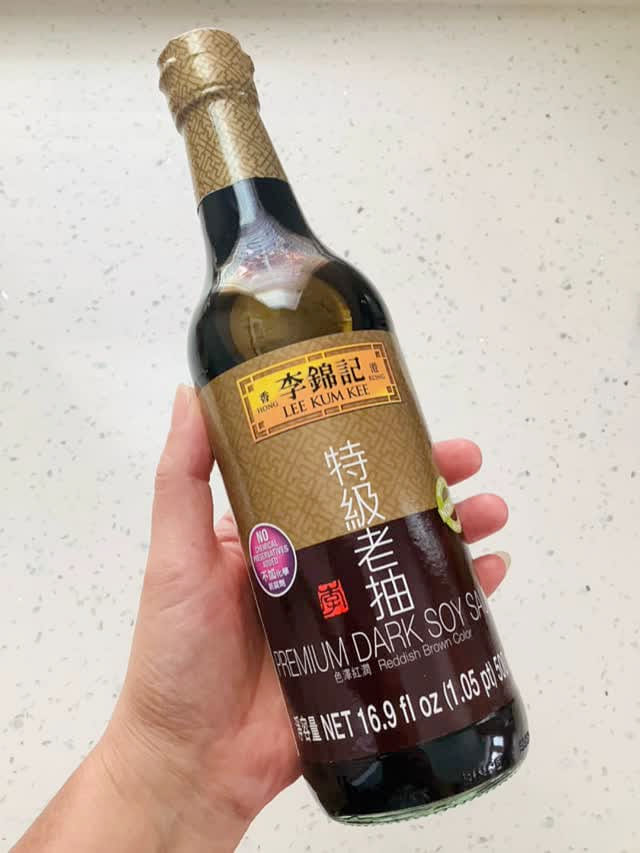 香 李錦記 港
HONG LEE KUM KEE KONG
特級老抽
NO
CHEMICAL
PRESERVATIVES
ADDED
不加化學
防腐劑
李
PREMIUM DARK SOY SA
色澤紅潤 Reddish Brown Color
淨容量 NET 16.9 fl oz (1.05 pt) 50